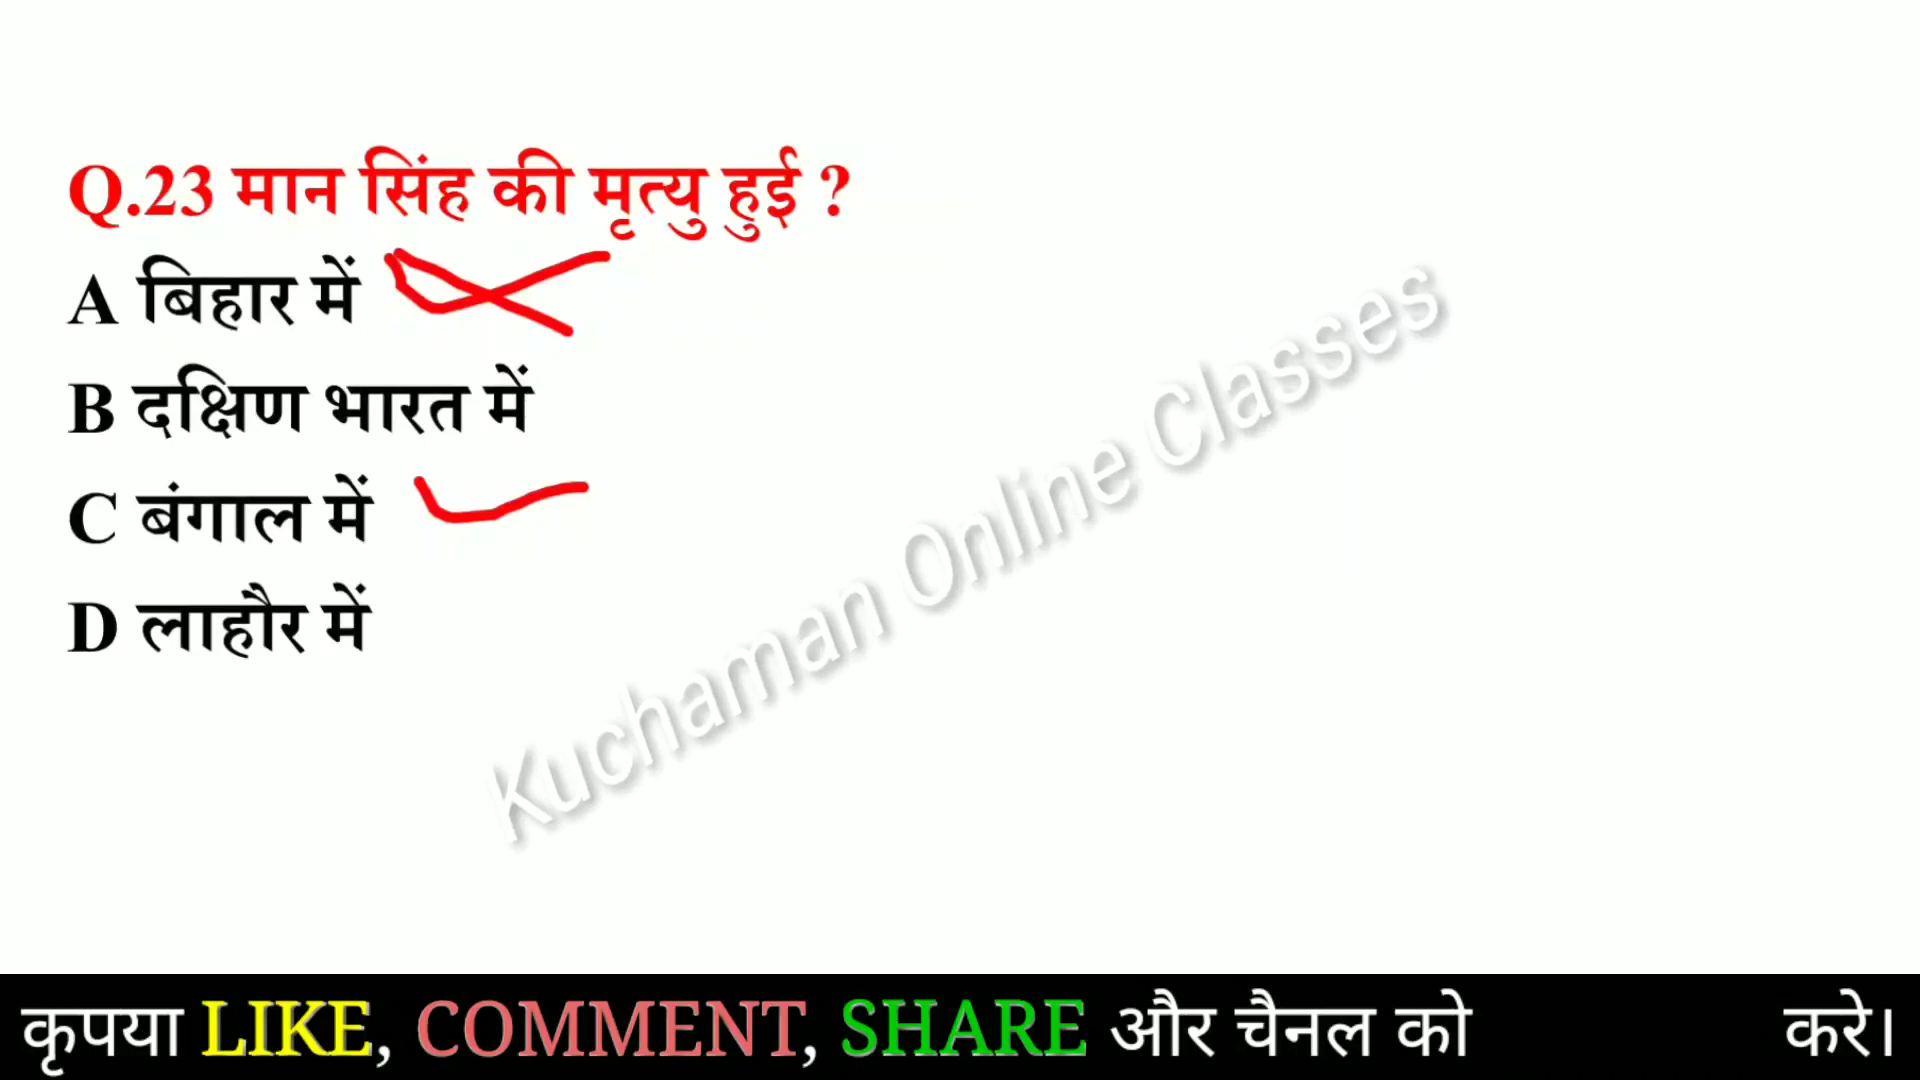 Q.23 मान सिंह की मृत्यु हुई ?
A बिहार में
B दक्षिण भारत में
C बंगाल में
D लाहौर में
Kuchaman Online Classes
कृपया LIKE, COMMENT, SHARE और चैनल को करे।